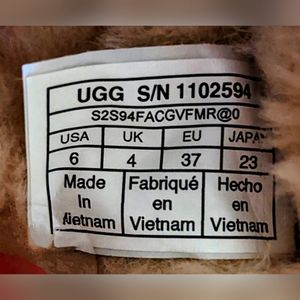 UGG S/N 1102594
S2S94FACGVFMR@0
USA UK EU JAPA
6 4 37 23
Made Fabriqué Hecho
in en en
Vietnam Vietnam Vietnam